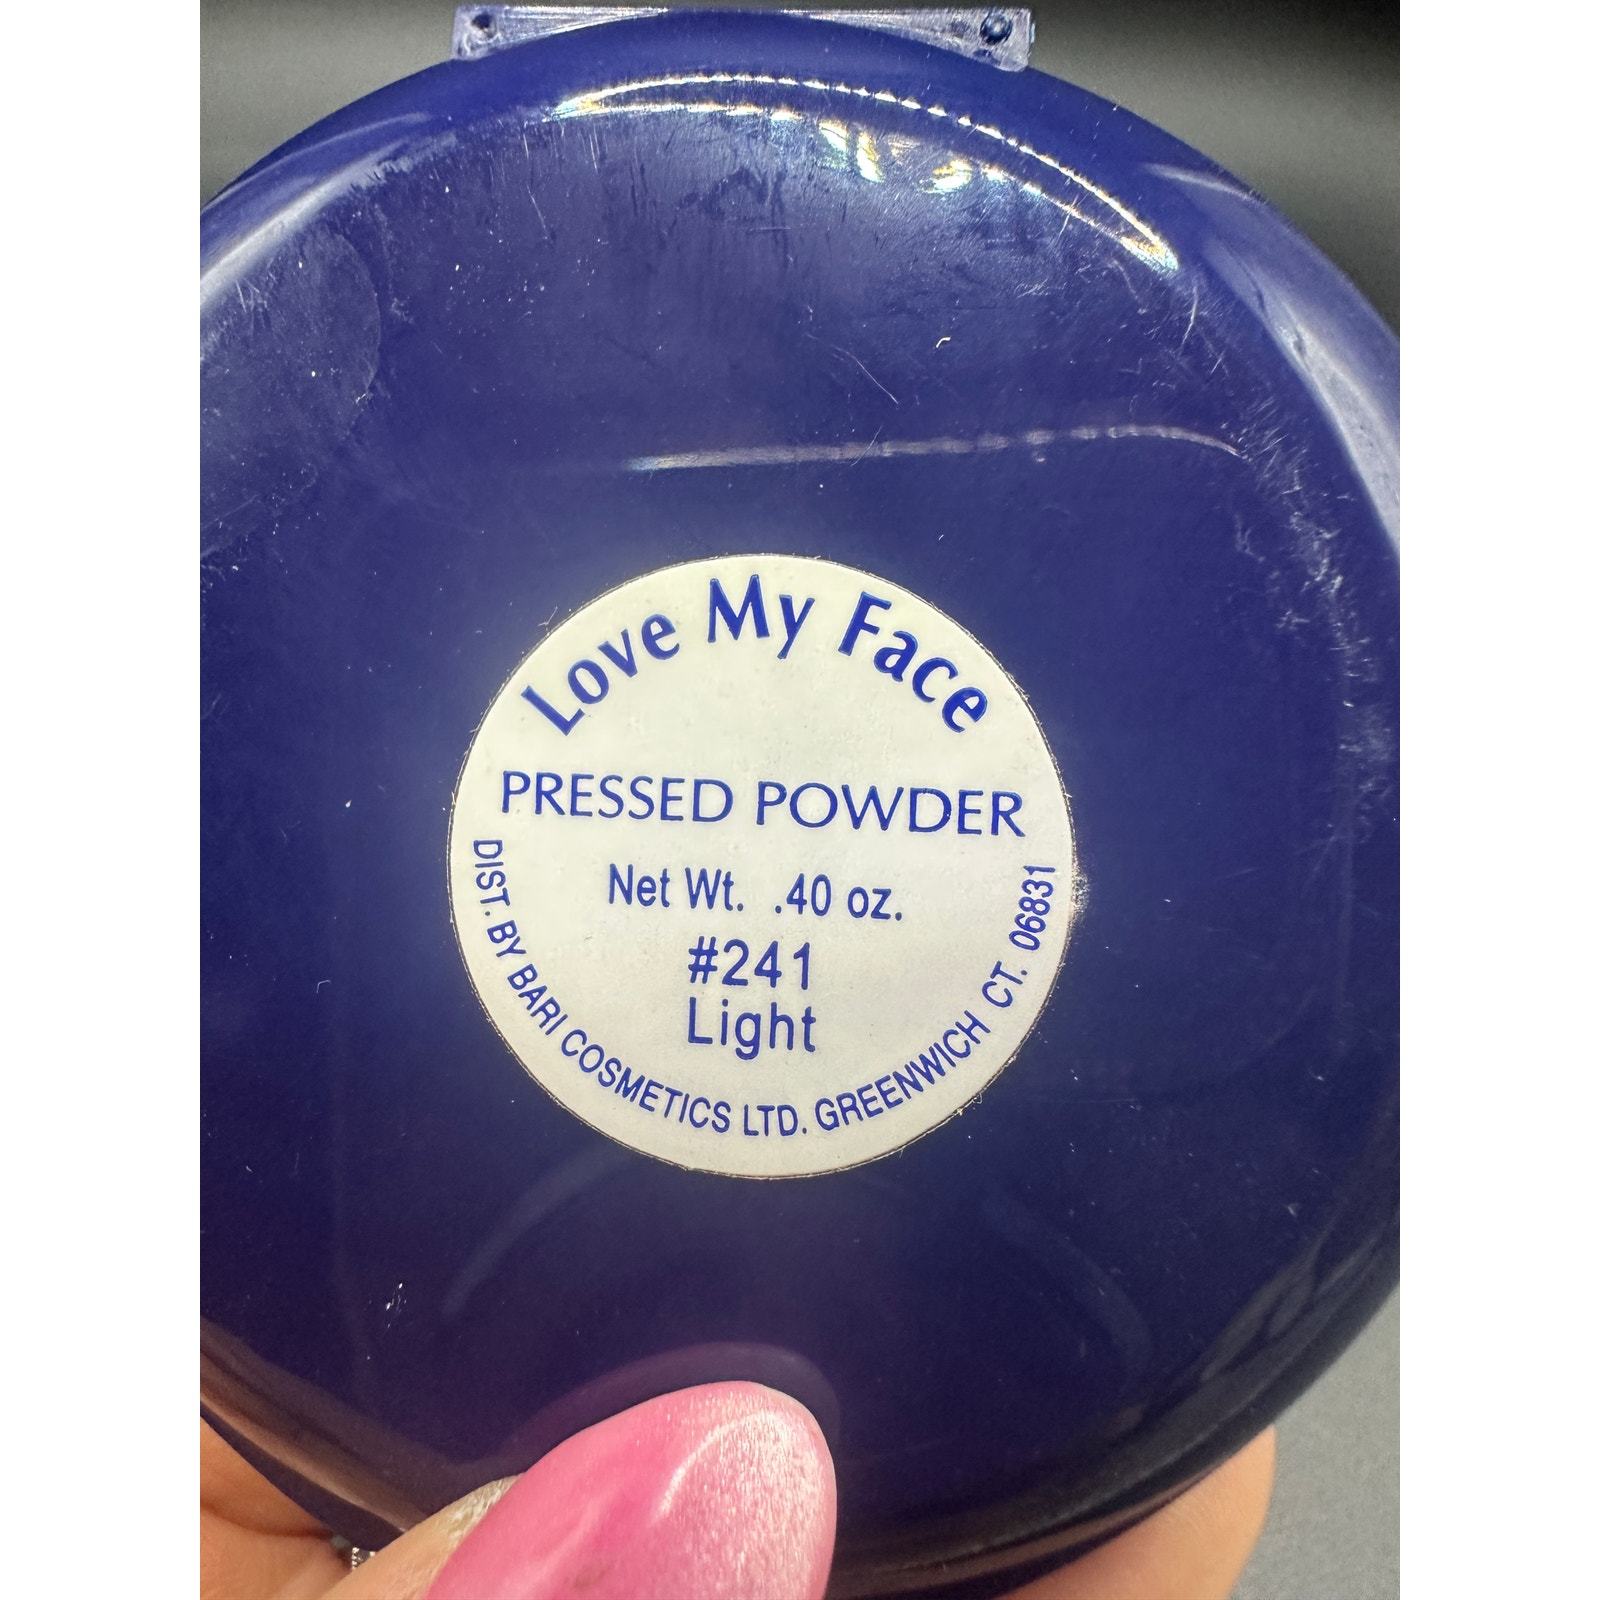 Love My Face
PRESSED POWDER
Net Wt. .40 oz.
#241
Light
DIST. BY BARI COSMETICS LTD. GREENWICH CT. 06831